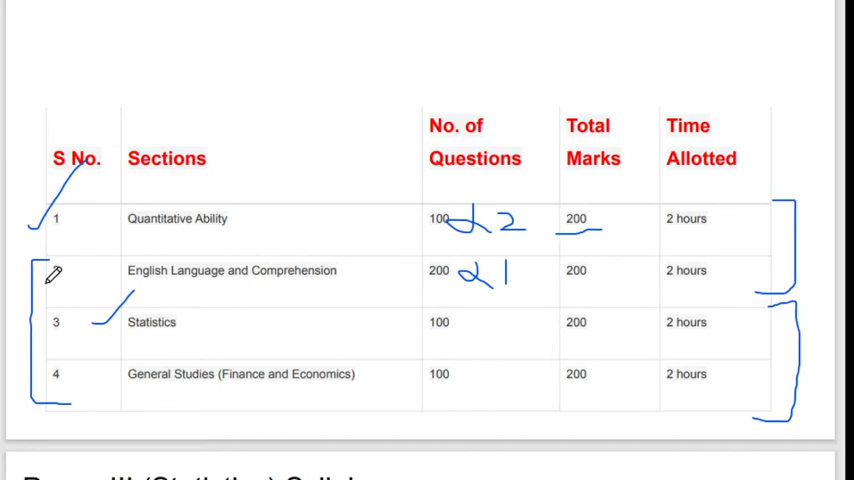 No. of Total Time
S No. Sections Questions Marks Allotted
1 Quantitative Ability 100 x2 200 2 hours
English Language and Comprehension 200 x1 200 2 hours
3 Statistics 100 200 2 hours
4 General Studies (Finance and Economics) 100 200 2 hours